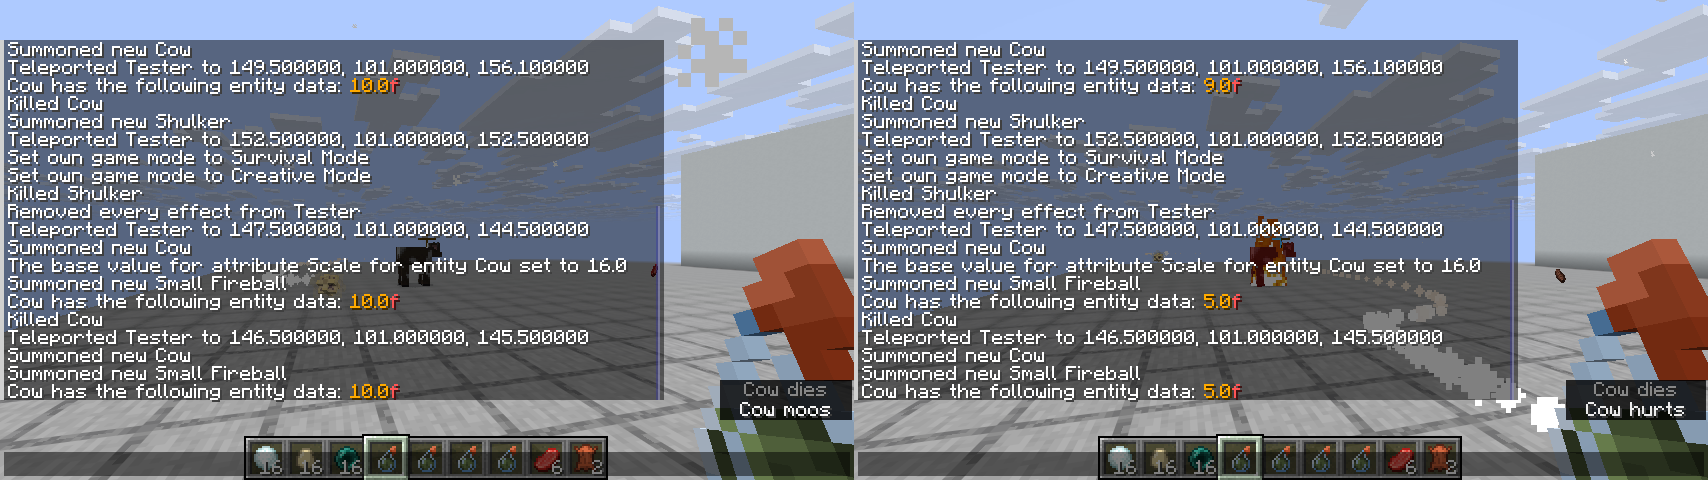 Summoned new Cow
Teleported Tester to 149.500000, 101.000000, 156.100000
Cow has the following entity data: 10.0f
Killed Cow
Summoned new Shulker
Teleported Tester to 152.500000, 101.000000, 152.500000
Set own game mode to Survival Mode
Set own game mode to Creative Mode
Killed Shulker
Removed every effect from Tester
Teleported Tester to 147.500000, 101.000000, 144.500000
Summoned new Cow
The base value for attribute Scale for entity Cow set to 16.0
Summoned new Small Fireball
Cow has the following entity data: 10.0f
Killed Cow
Teleported Tester to 146.500000, 101.000000, 145.500000
Summoned new Cow
Summoned new Small Fireball
Cow has the following entity data: 10.0f
Cow dies
Cow moos
16
16
16
6
2
Summoned new Cow
Teleported Tester to 149.500000, 101.000000, 156.100000
Cow has the following entity data: 9.0f
Killed Cow
Summoned new Shulker
Teleported Tester to 152.500000, 101.000000, 152.500000
Set own game mode to Survival Mode
Set own game mode to Creative Mode
Killed Shulker
Removed every effect from Tester
Teleported Tester to 147.500000, 101.000000, 144.500000
Summoned new Cow
The base value for attribute Scale for entity Cow set to 16.0
Summoned new Small Fireball
Cow has the following entity data: 5.0f
Killed Cow
Teleported Tester to 146.500000, 101.000000, 145.500000
Summoned new Cow
Summoned new Small Fireball
Cow has the following entity data: 5.0f
Cow dies
Cow hurts
16
16
16
6
2